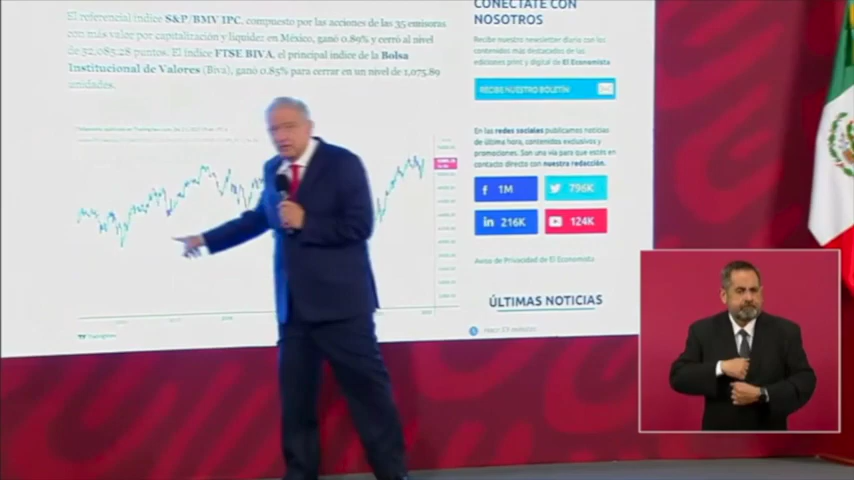 El referencial índice S&P/BMV IPC, compuesto por las acciones de las 35 emisoras
con más valor por capitalización y liquidez en México, ganó 0.89% y cerró al nivel
de 52,085.28 puntos. El índice FTSE BIVA, el principal índice de la Bolsa
Institucional de Valores (Biva), ganó 0.85% para cerrar en un nivel de 1,075.89
unidades.
CONÉCTATE CON
NOSOTROS
Recibe nuestro newsletter diario con los
contenidos más destacados de las
ediciones print y digital de El Economista
RECIBE NUESTRO BOLETÍN
En las redes sociales publicamos noticias
de última hora, contenidos exclusivos y
promociones. Son una vía para que estés en
contacto directo con nuestra redacción.
1M
796K
in 216K
124K
Aviso de Privacidad de El Economista
ÚLTIMAS NOTICIAS
TradingView